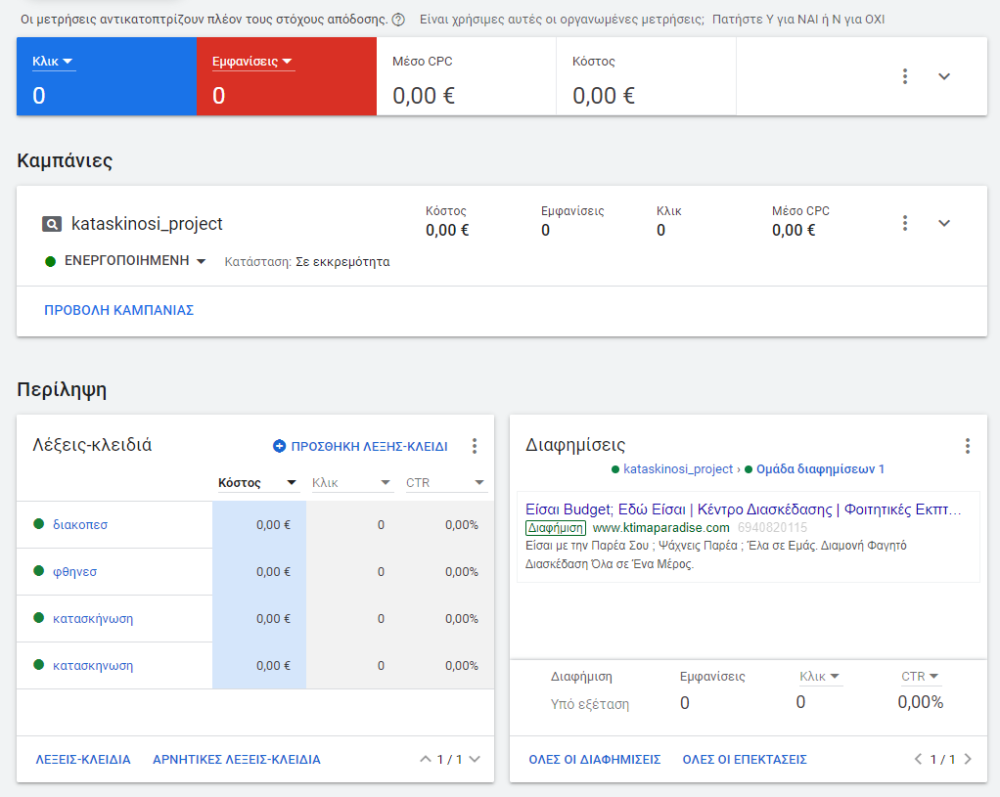 Οι μετρήσεις αντικατοπτρίζουν πλέον τους στόχους απόδοσης. ? Είναι χρήσιμες αυτές οι οργανωμένες μετρήσεις; Πατήστε Y για ΝΑΙ ή N για ΟΧΙ
Κλικ Εμφανίσεις Μέσο CPC Κόστος
0 0 0,00 € 0,00 €
Καμπάνιες
kataskinosi_project
Κόστος Εμφανίσεις Κλικ Μέσο CPC
0,00 € 0 0 0,00 €
ΕΝΕΡΓΟΠΟΙΗΜΕΝΗ Κατάσταση: Σε εκκρεμότητα
ΠΡΟΒΟΛΗ ΚΑΜΠΑΝΙΑΣ
Περίληψη
Λέξεις-κλειδιά ΠΡΟΣΘΗΚΗ ΛΕΞΗΣ-ΚΛΕΙΔΙ
Κόστος Κλικ CTR
διακοπεσ 0,00 € 0 0,00%
φθηνεσ 0,00 € 0 0,00%
κατασκήνωση 0,00 € 0 0,00%
κατασκηνωση 0,00 € 0 0,00%
ΛΕΞΕΙΣ-ΚΛΕΙΔΙΑ ΑΡΝΗΤΙΚΕΣ ΛΕΞΕΙΣ-ΚΛΕΙΔΙΑ 1 / 1
Διαφημίσεις
kataskinosi_project › Ομάδα διαφημίσεων 1
Είσαι Budget; Εδώ Είσαι | Κέντρο Διασκέδασης | Φοιτητικές Εκπτ…
Διαφήμιση www.ktimaparadise.com 6940820115
Είσαι με την Παρέα Σου ; Ψάχνεις Παρέα ; Έλα σε Εμάς. Διαμονή Φαγητό
Διασκέδαση Όλα σε Ένα Μέρος.
Διαφήμιση Εμφανίσεις Κλικ CTR
Υπό εξέταση 0 0 0,00%
ΟΛΕΣ ΟΙ ΔΙΑΦΗΜΙΣΕΙΣ ΟΛΕΣ ΟΙ ΕΠΕΚΤΑΣΕΙΣ 1 / 1